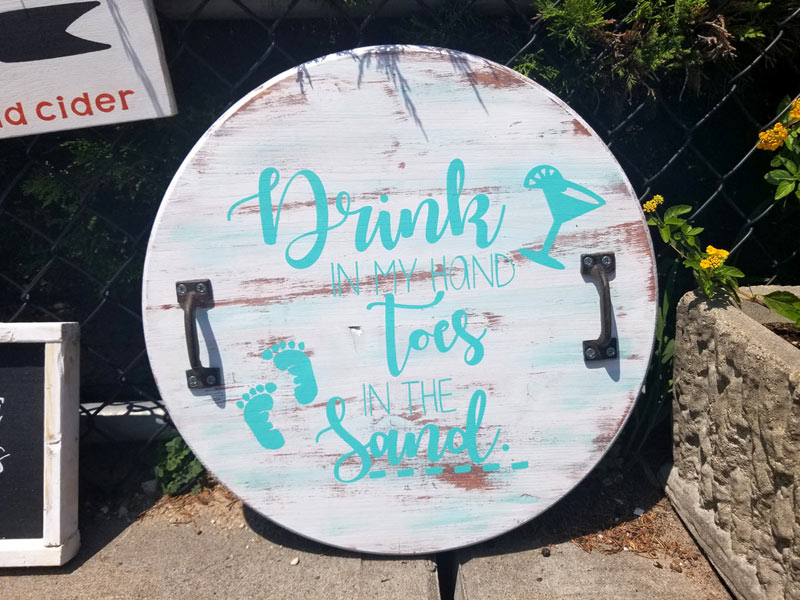 cider
Drink
IN MY HAND
Toes
IN THE
Sand.